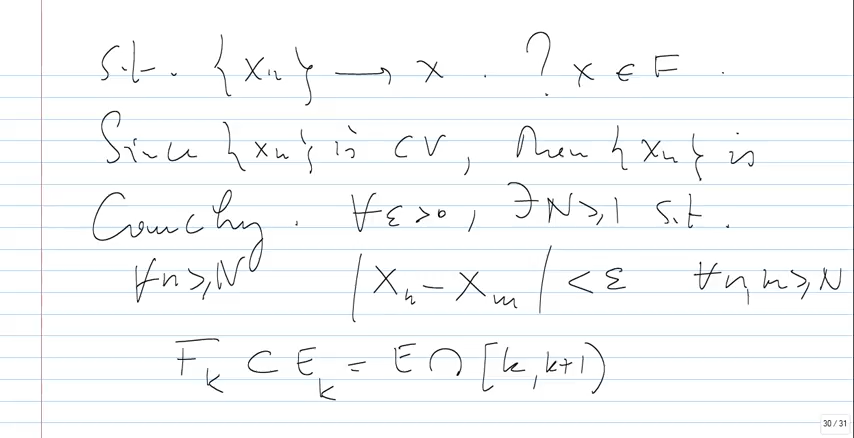 s.t. {xₙ} → x. ? x ∈ F.
Since {xₙ} is CV, then {xₙ} is
Cauchy. ∀ε>0, ∃N≥1 s.t.
∀n≥N |xₙ - xₘ| < ε ∀n,m≥N
Fₖ ⊂ Eₖ = E ∩ [k, k+1)
30 / 31